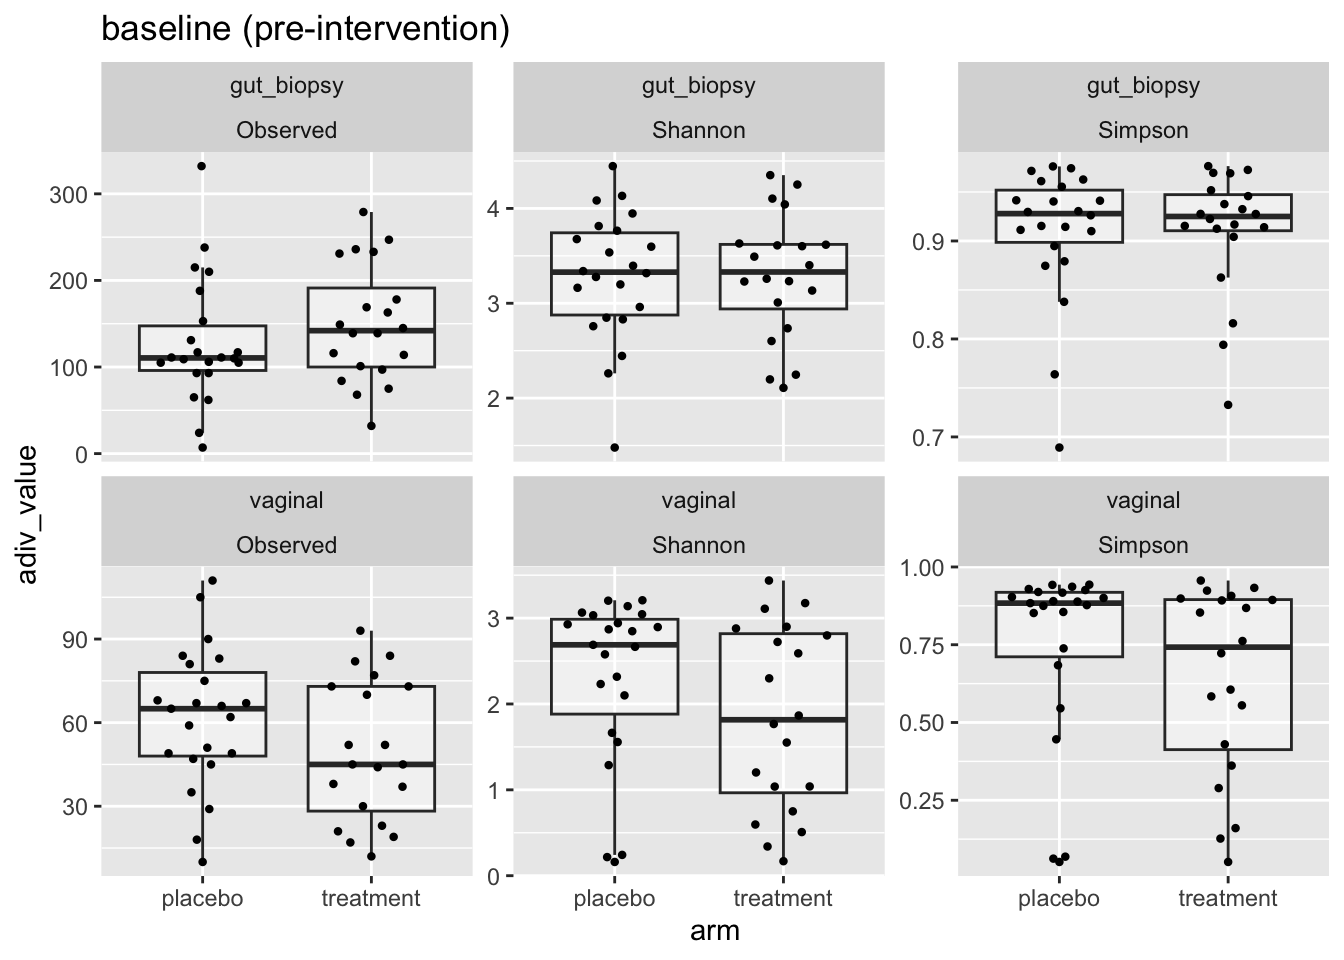 baseline (pre-intervention)
gut_biopsy
Observed
gut_biopsy
Shannon
gut_biopsy
Simpson
300
200
100
0
4
3
2
0.9
0.8
0.7
adiv_value
vaginal
Observed
vaginal
Shannon
vaginal
Simpson
90
60
30
3
2
1
0
1.00
0.75
0.50
0.25
placebo treatment
placebo treatment
placebo treatment
arm